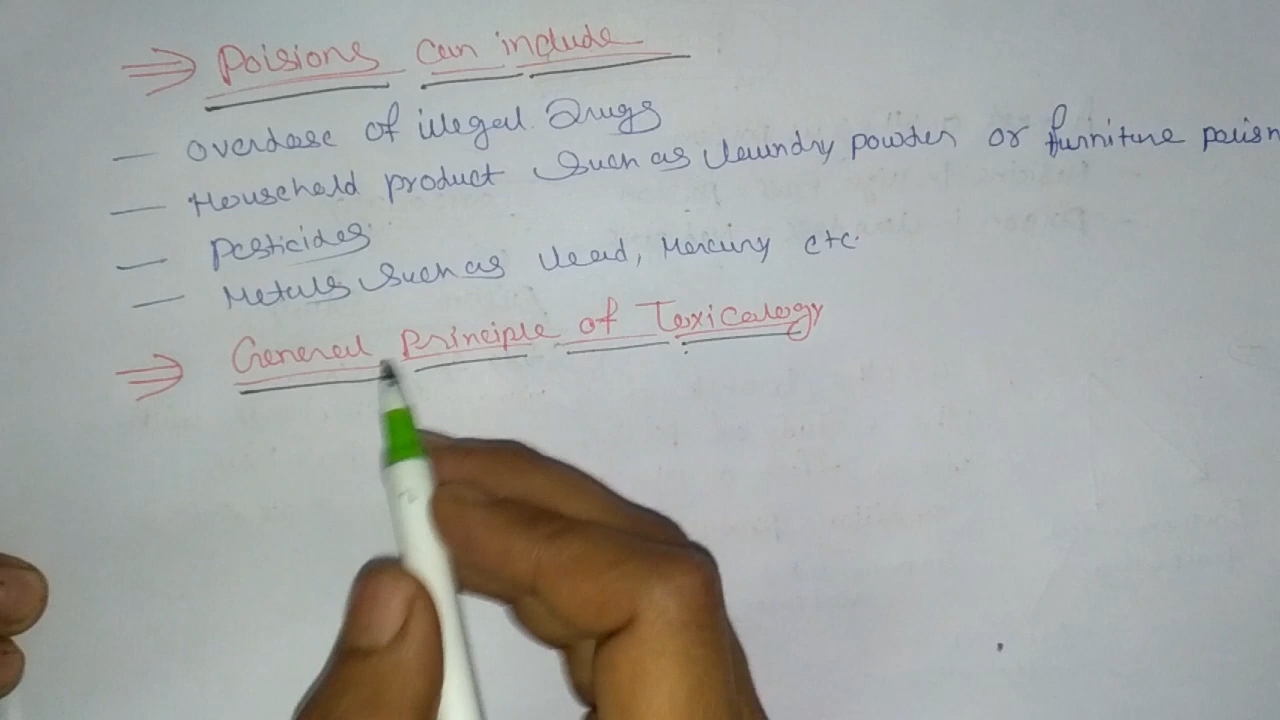 ⇒ Poisions can include
— overdose of illegal Drugs
— Household product Such as laundry powder or furniture polish
— Pesticides
— Metals Such as lead, Mercury etc.
⇒ General Principle of Toxicology